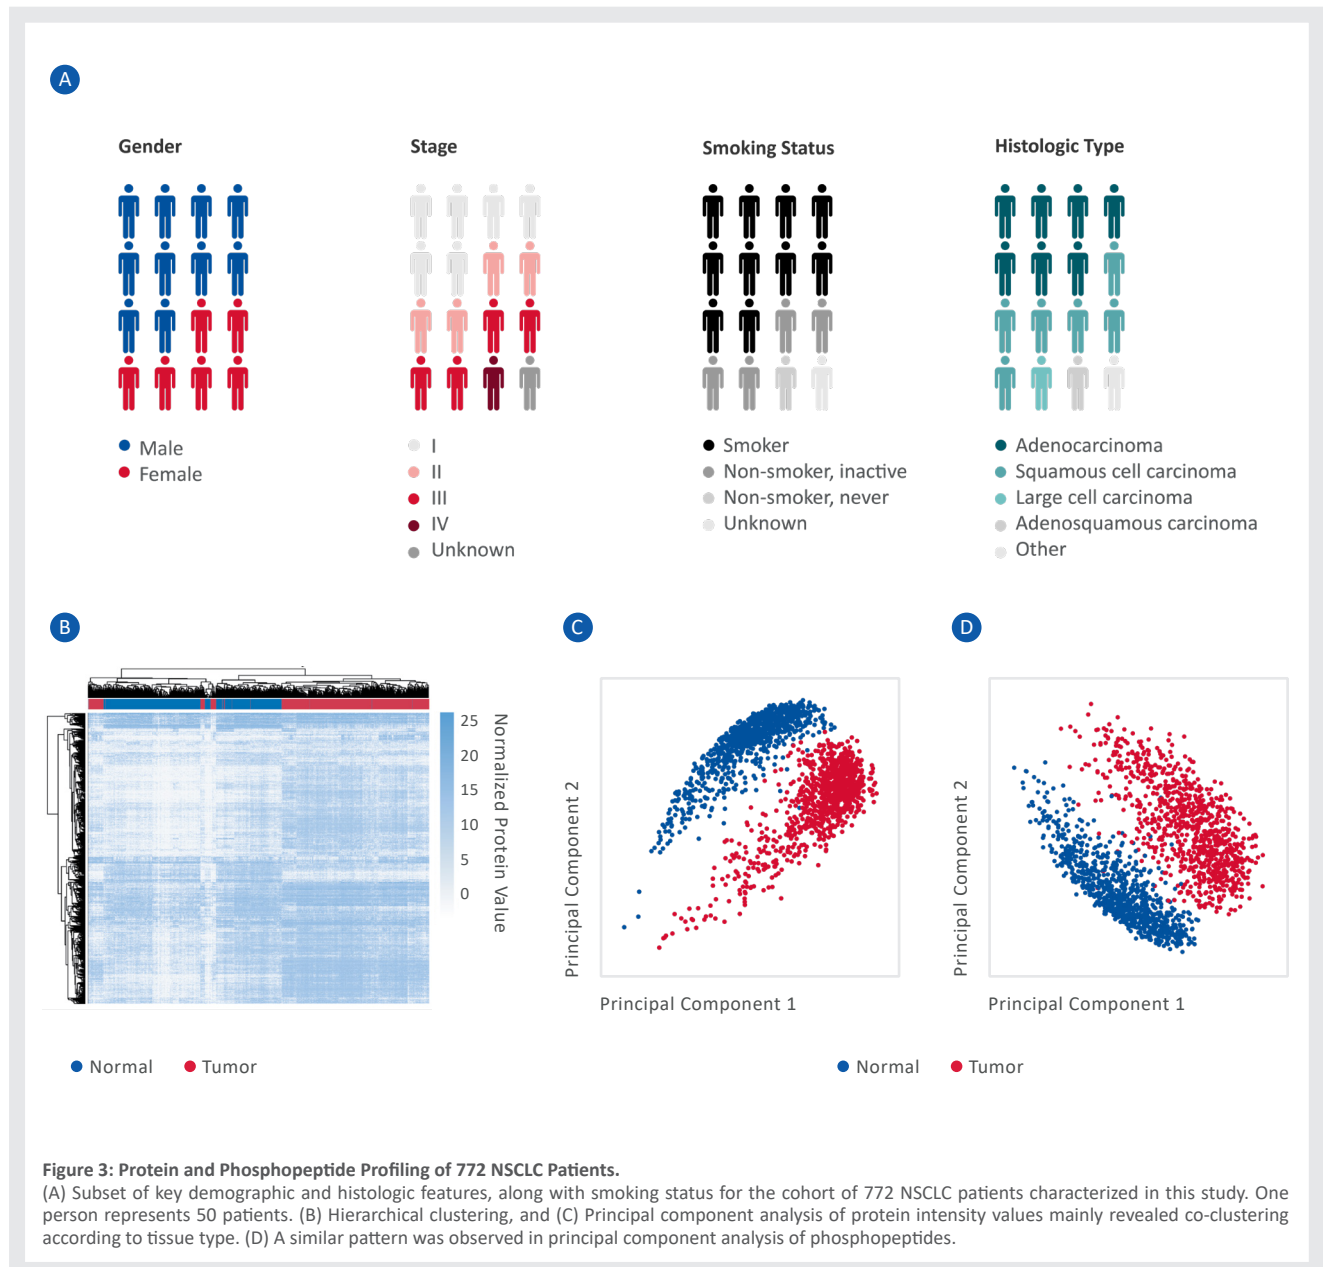 A
Gender
Stage
Smoking Status
Histologic Type
Male
Female
I
II
III
IV
Unknown
Smoker
Non-smoker, inactive
Non-smoker, never
Unknown
Adenocarcinoma
Squamous cell carcinoma
Large cell carcinoma
Adenosquamous carcinoma
Other
B
25
20
15
10
5
0
Normalized Protein Value
Normal
Tumor
C
Principal Component 2
Principal Component 1
D
Principal Component 2
Principal Component 1
Normal
Tumor
Figure 3: Protein and Phosphopeptide Profiling of 772 NSCLC Patients.
(A) Subset of key demographic and histologic features, along with smoking status for the cohort of 772 NSCLC patients characterized in this study. One
person represents 50 patients. (B) Hierarchical clustering, and (C) Principal component analysis of protein intensity values mainly revealed co-clustering
according to tissue type. (D) A similar pattern was observed in principal component analysis of phosphopeptides.